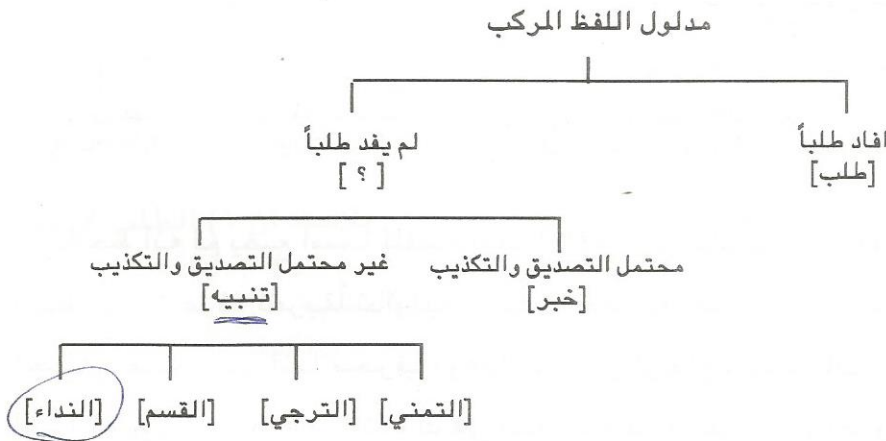 مدلول اللفظ المركب
افاد طلباً
[طلب]
لم يفد طلباً
[ ؟ ]
محتمل التصديق والتكذيب
[خبر]
غير محتمل التصديق والتكذيب
[تنبيه]
[التمني] [الترجي] [القسم] [النداء]